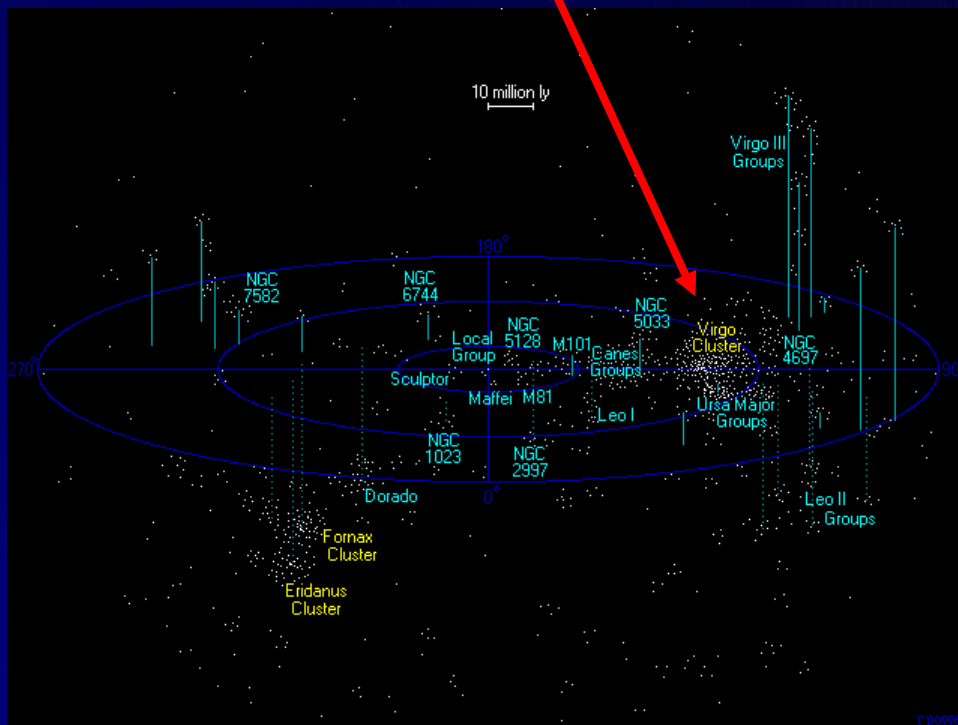 10 million ly
Virgo III
Groups
180°
NGC
7582
NGC
6744
NGC
5033
NGC
5128
Local
Group
M101
Canes
Groups
Virgo
Cluster
NGC
4697
270°
90
Sculptor
Maffei
M81
Leo I
Ursa Major
Groups
NGC
1023
NGC
2997
Dorado
0°
Leo II
Groups
Fornax
Cluster
Eridanus
Cluster